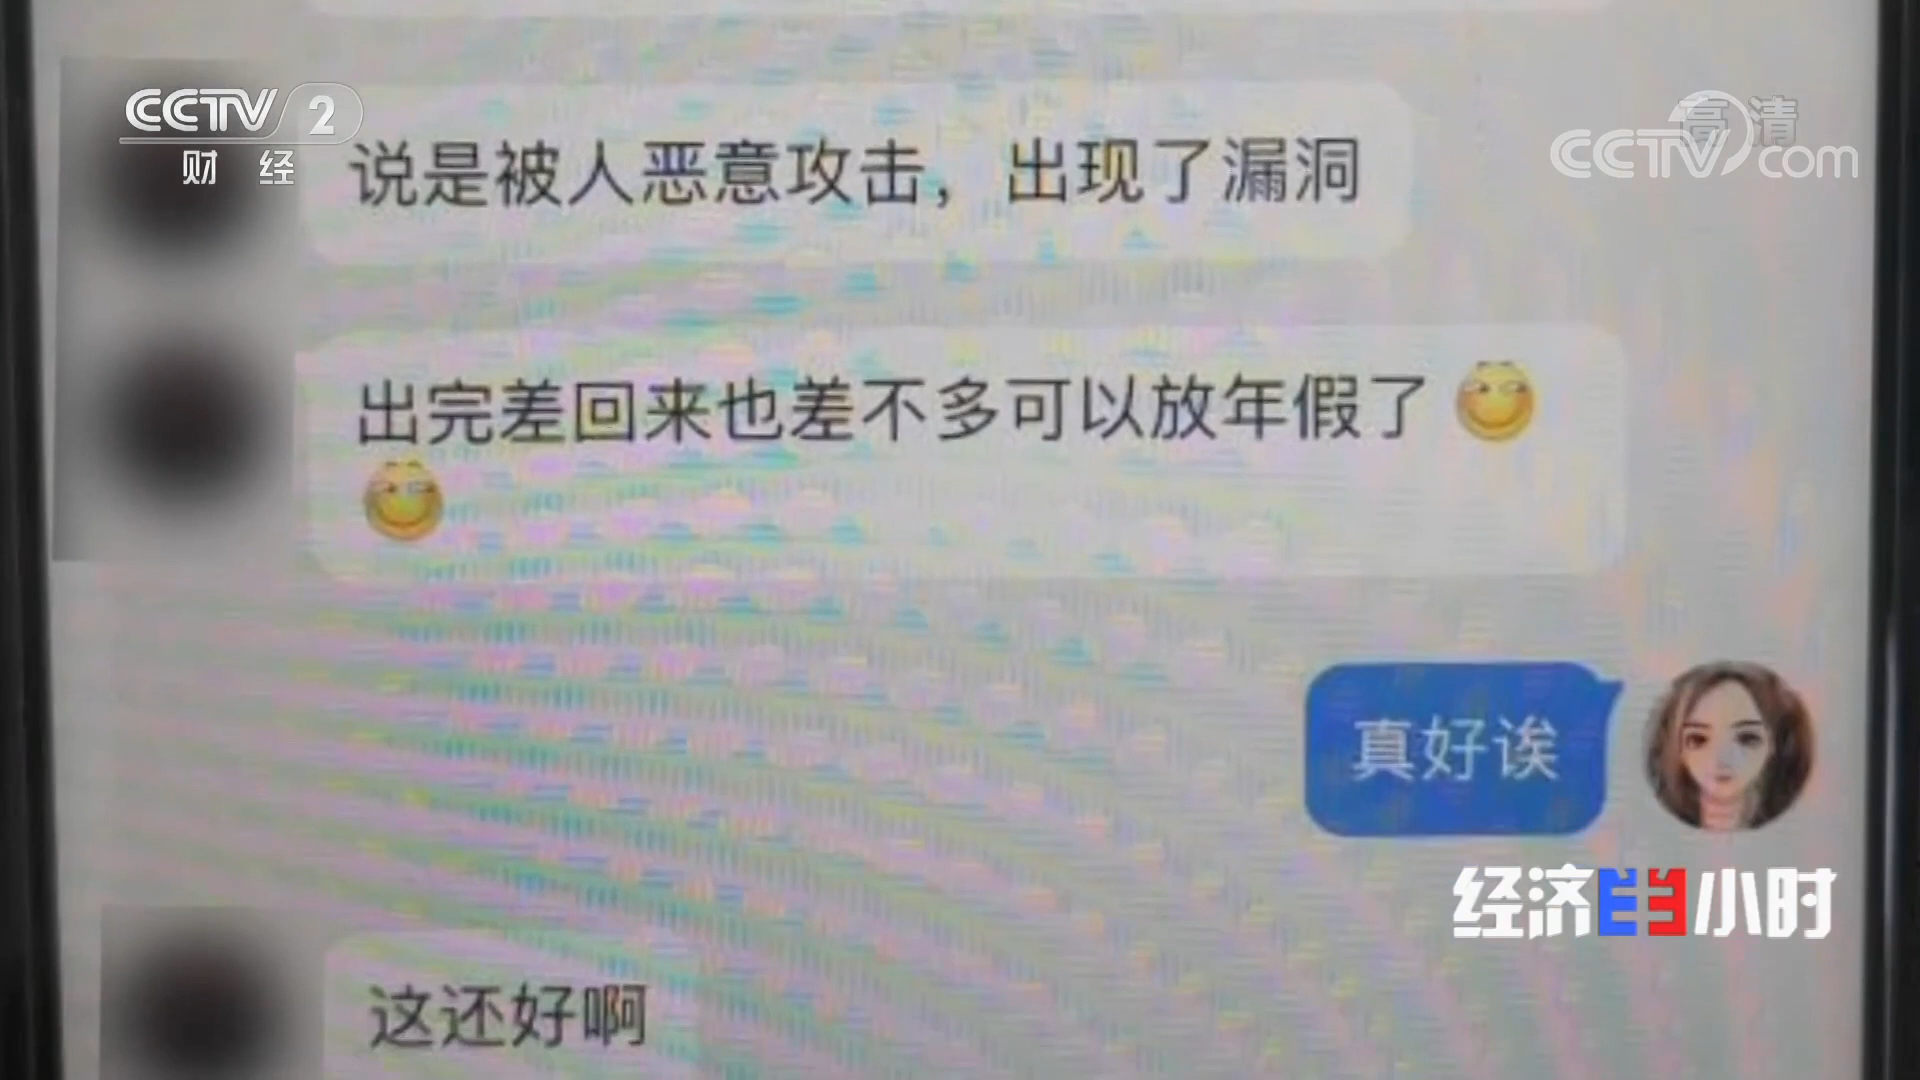 CCTV 2
财经
高清
CCTV.com
说是被人恶意攻击，出现了漏洞
出完差回来也差不多可以放年假了
真好诶
经济半小时
这还好啊